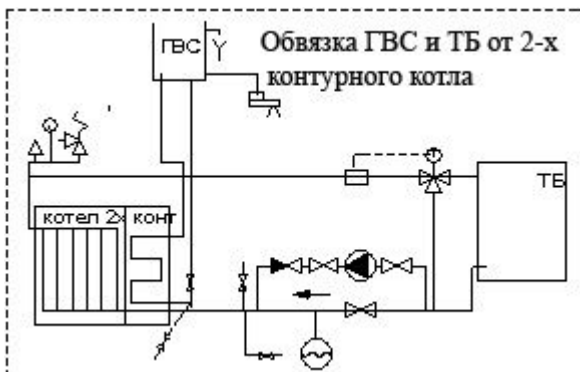 ГВС
Обвязка ГВС и ТБ от 2-х
контурного котла
ТБ
котел 2х конт